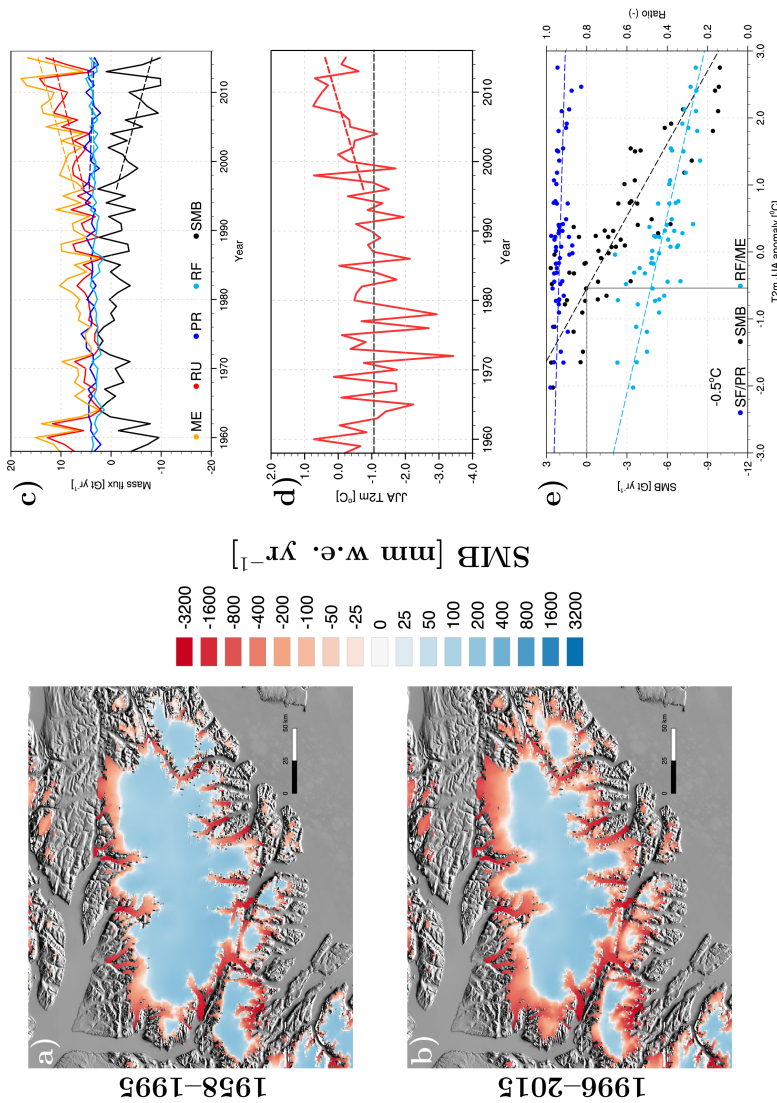 a)
1958–1995
0 25 50 km
b)
1996–2015
0 25 50 km
SMB [ mm w.e. yr⁻¹]
-3200
-1600
-800
-400
-200
-100
-50
-25
0
25
50
100
200
400
800
1600
3200
c)
Mass flux [Gt yr⁻¹]
20
10
0
-10
-20
ME RU PR RF SMB
1960 1970 1980 1990 2000 2010
Year
d)
JJA T2m [°C]
2.0
1.0
0.0
-1.0
-2.0
-3.0
-4.0
1960 1970 1980 1990 2000 2010
Year
e)
SMB [Gt yr⁻¹]
3
0
-3
-6
-9
-12
Ratio (-)
1.0
0.8
0.6
0.4
0.2
0.0
-0.5°C
SF/PR SMB RF/ME
-3.0 -2.0 -1.0 0.0 1.0 2.0 3.0
anomaly [°C]